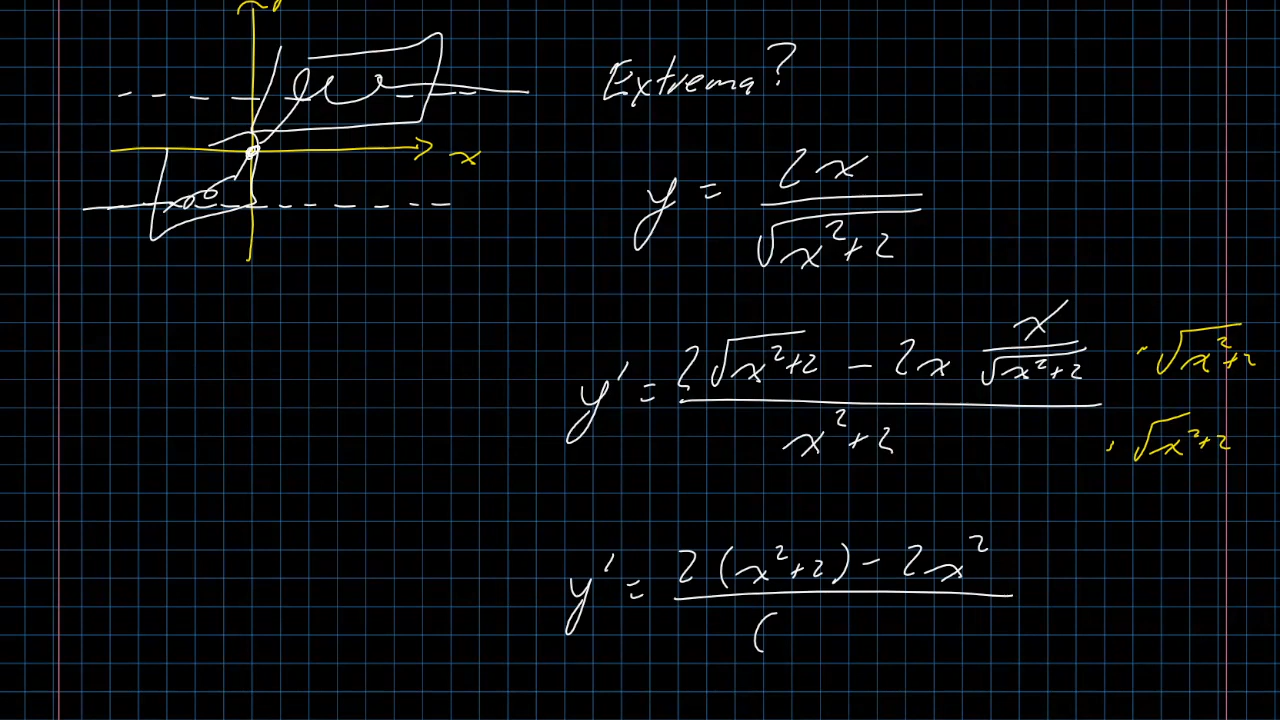 y
x
Extrema?
y = 2x / √(x²+2)
y' = (2√(x²+2) − 2x x/√(x²+2)) / (x²+2) · √(x²+2) / · √(x²+2)
y' = (2(x²+2) − 2x²) / (